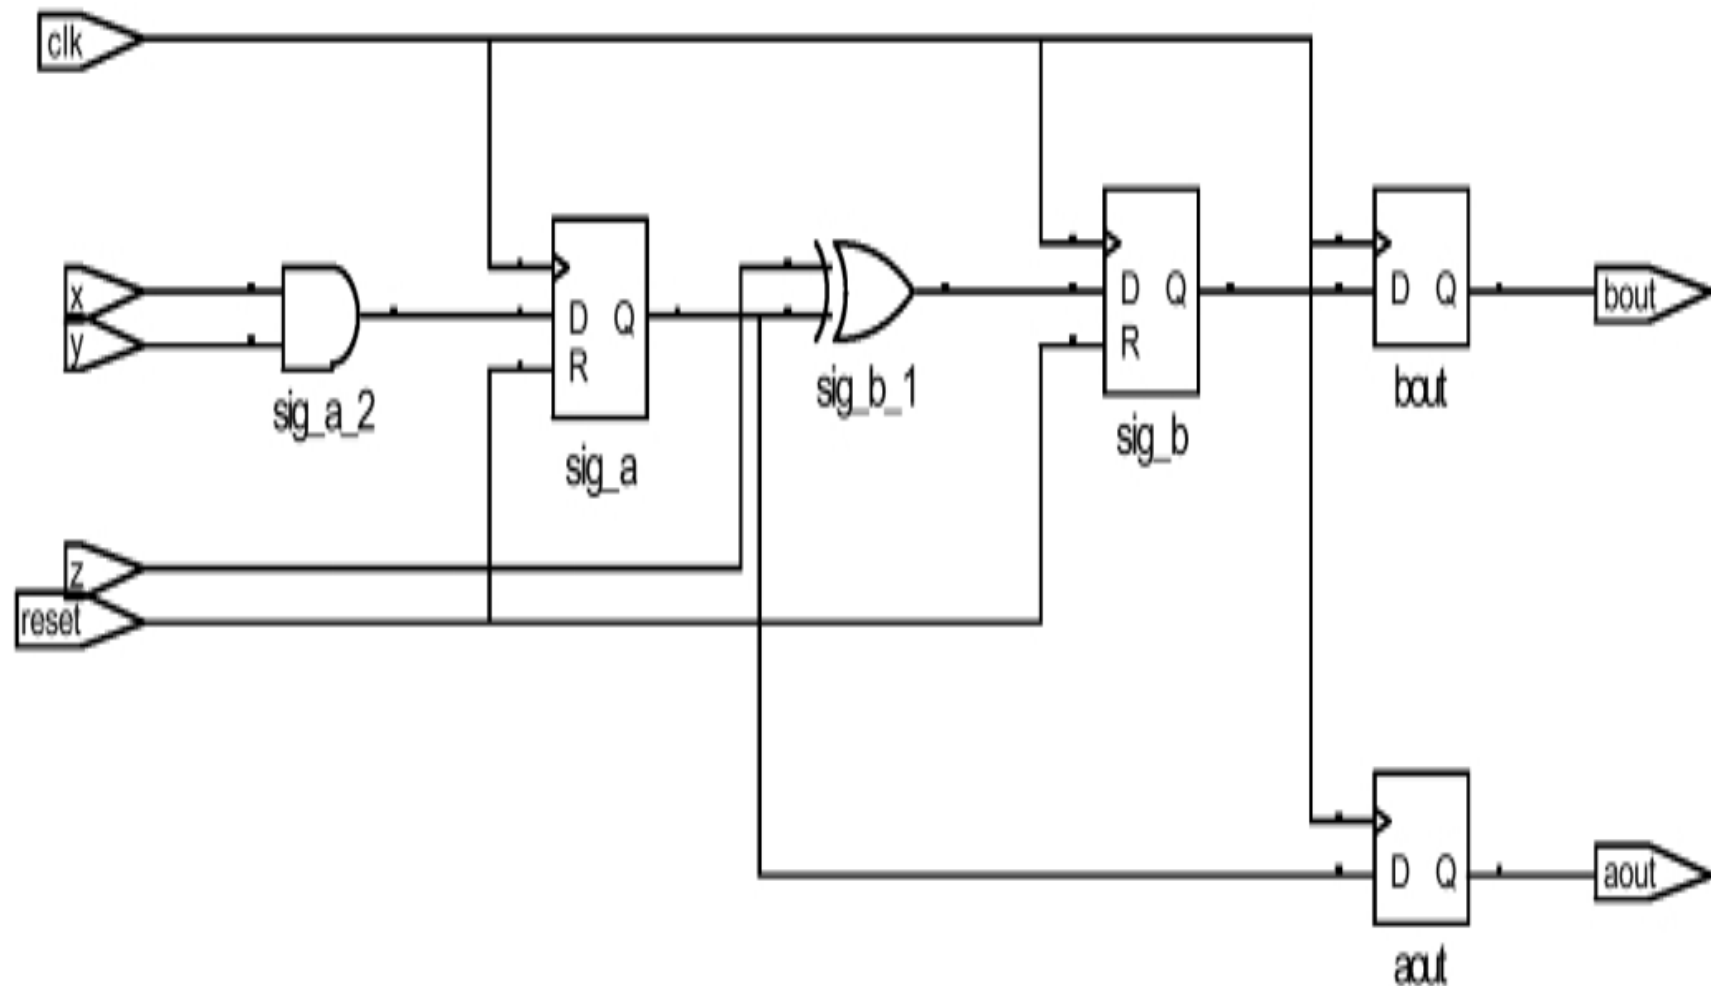 clk
x
y
sig_a_2
D Q
R
sig_a
sig_b_1
D Q
R
sig_b
D Q
bout
bout
z
reset
D Q
aout
aout